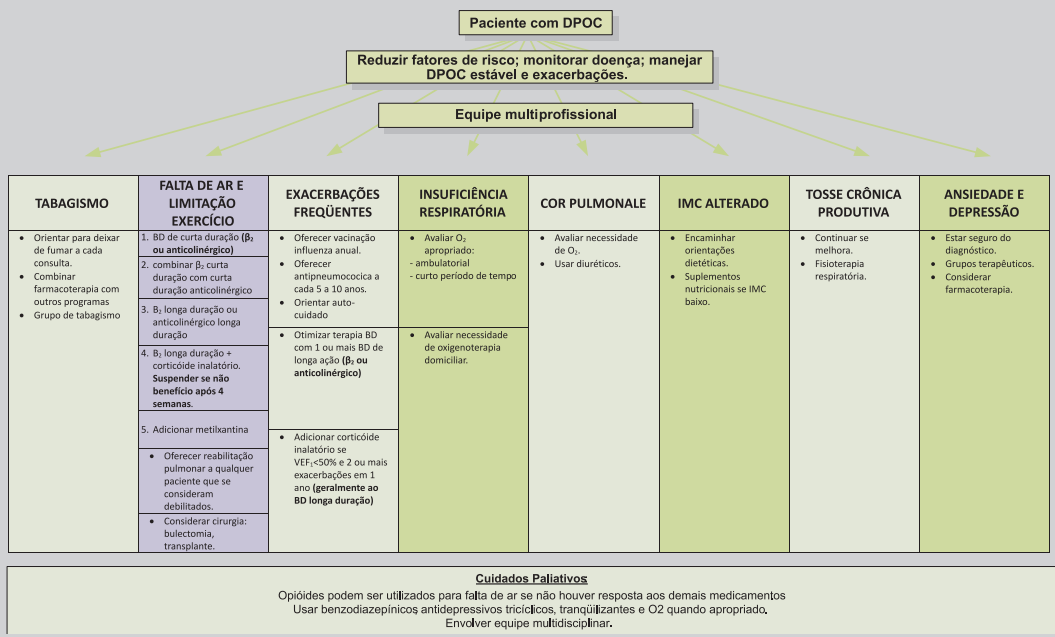 Paciente com DPOC
Reduzir fatores de risco; monitorar doença; manejar
DPOC estável e exacerbações.
Equipe multiprofissional
TABAGISMO
• Orientar para deixar
de fumar a cada
consulta.
• Combinar
farmacoterapia com
outros programas
• Grupo de tabagismo
FALTA DE AR E
LIMITAÇÃO
EXERCÍCIO
1. BD de curta duração (β₂
ou anticolinérgico)
2. combinar β₂ curta
duração com curta
duração anticolinérgico
3. B₂ longa duração ou
anticolinérgico longa
duração
4. B₂ longa duração +
corticóide inalatório.
Suspender se não
benefício após 4
semanas.
5. Adicionar metilxantina
• Oferecer reabilitação
pulmonar a qualquer
paciente que se
consideram
debilitados.
• Considerar cirurgia:
bulectomia,
transplante.
EXACERBAÇÕES
FREQÜENTES
• Oferecer vacinação
influenza anual.
• Oferecer
antipneumococica a
cada 5 a 10 anos.
• Orientar auto-
cuidado
• Otimizar terapia BD
com 1 ou mais BD de
longa ação (β₂ ou
anticolinérgico)
• Adicionar corticóide
inalatório se
VEF₁<50% e 2 ou mais
exacerbações em 1
ano (geralmente ao
BD longa duração)
INSUFICIÊNCIA
RESPIRATÓRIA
• Avaliar O₂
apropriado:
- ambulatorial
- curto período de tempo
• Avaliar necessidade
de oxigenoterapia
domiciliar.
COR PULMONALE
• Avaliar necessidade
de O₂.
• Usar diuréticos.
IMC ALTERADO
• Encaminhar
orientações
dietéticas.
• Suplementos
nutricionais se IMC
baixo.
TOSSE CRÔNICA
PRODUTIVA
• Continuar se
melhora.
• Fisioterapia
respiratória.
ANSIEDADE E
DEPRESSÃO
• Estar seguro do
diagnóstico.
• Grupos terapêuticos.
• Considerar
farmacoterapia.
Cuidados Paliativos
Opióides podem ser utilizados para falta de ar se não houver resposta aos demais medicamentos
Usar benzodiazepínicos, antidepressivos tricíclicos, tranqüilizantes e O2 quando apropriado.
Envolver equipe multidisciplinar.